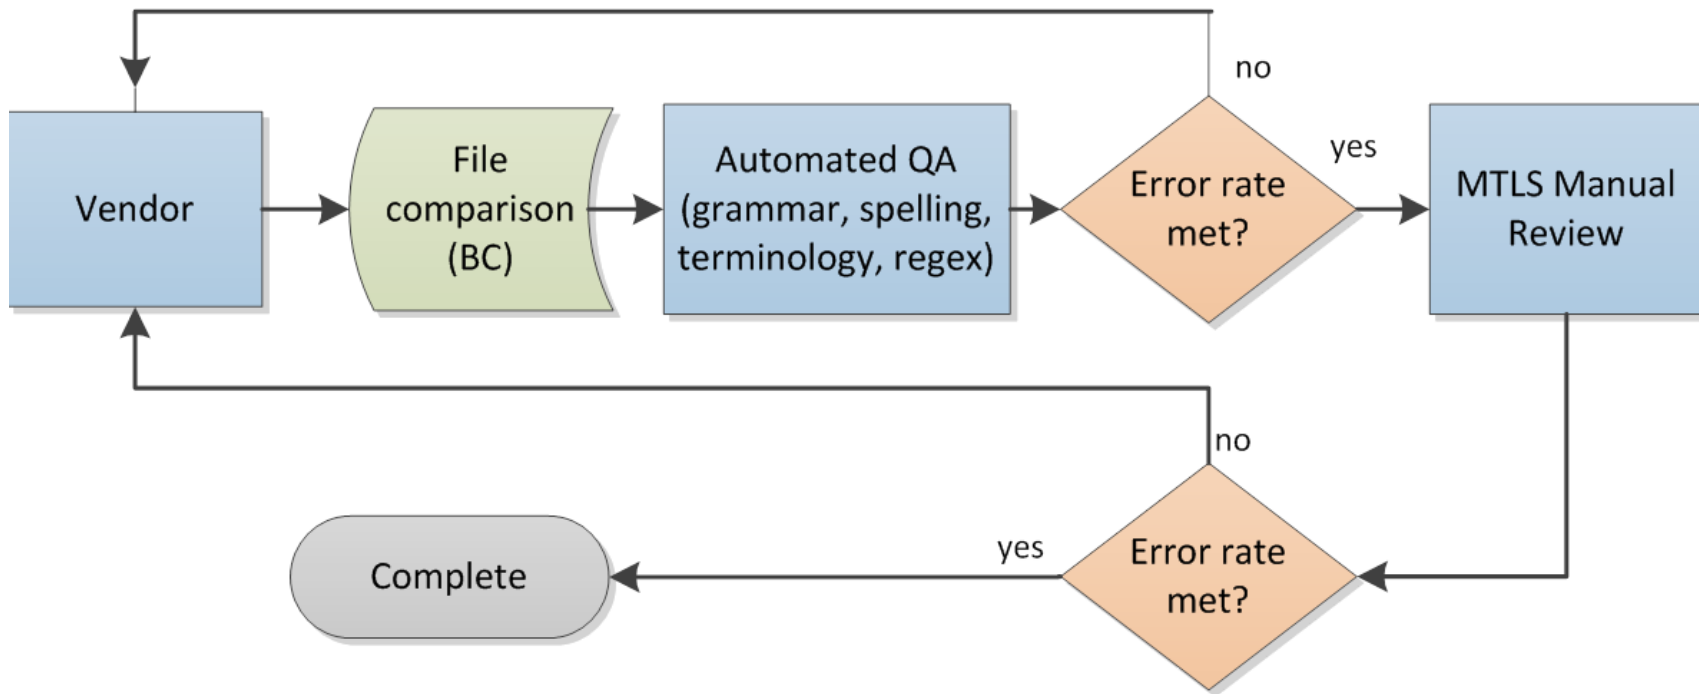 no
Vendor
File
comparison
(BC)
Automated QA
(grammar, spelling,
terminology, regex)
Error rate
met?
yes
MTLS Manual
Review
no
Complete
yes
Error rate
met?